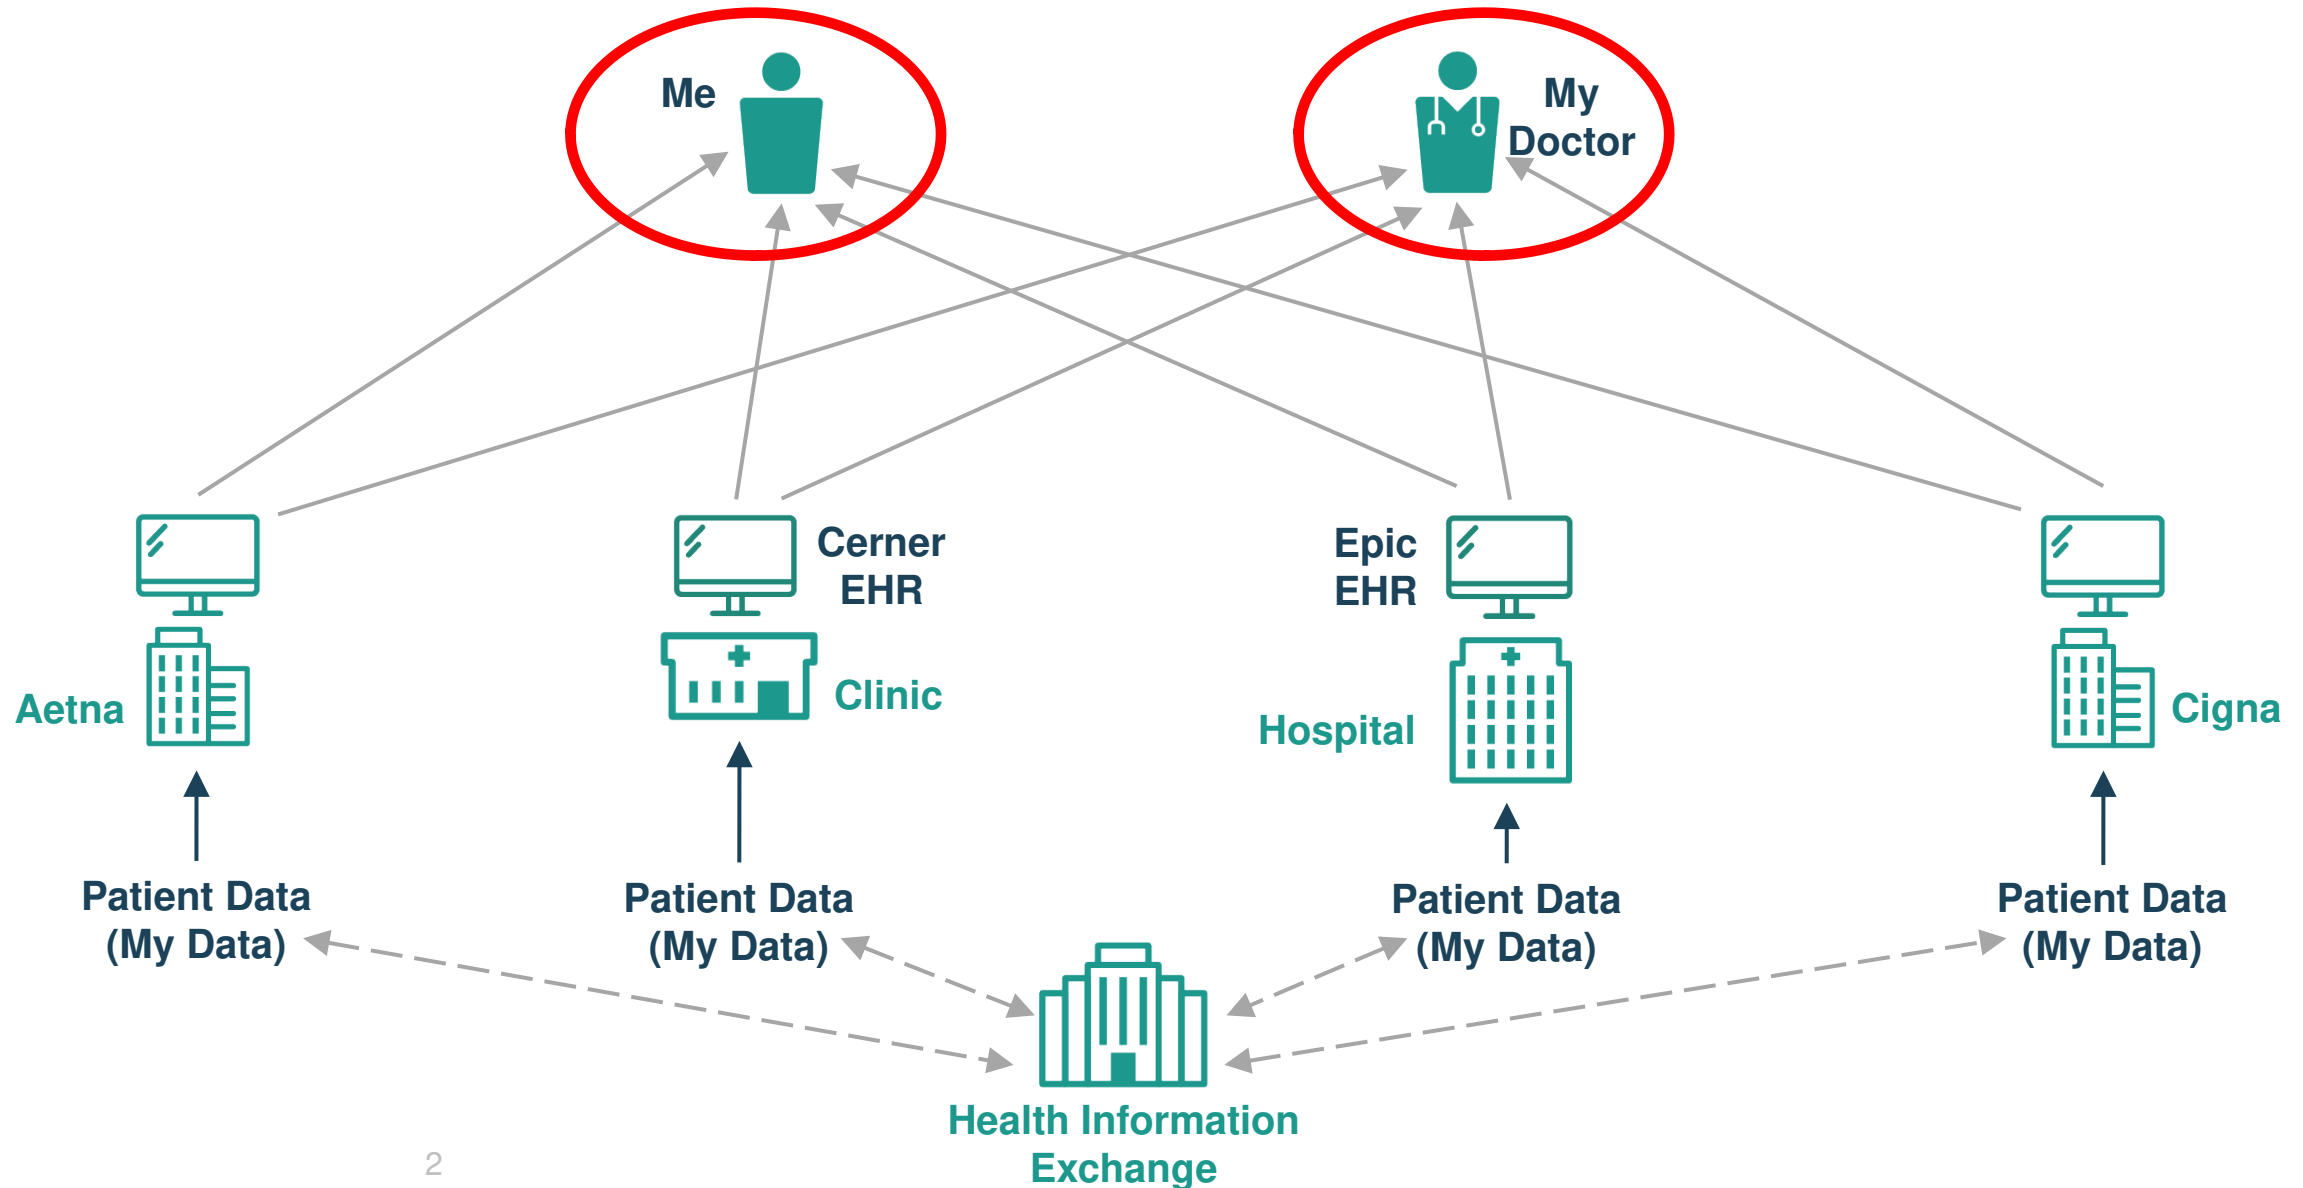 Me
My
Doctor
Cerner
EHR
Epic
EHR
Aetna
Clinic
Hospital
Cigna
Patient Data
(My Data)
Patient Data
(My Data)
Patient Data
(My Data)
Patient Data
(My Data)
Health Information
Exchange
2